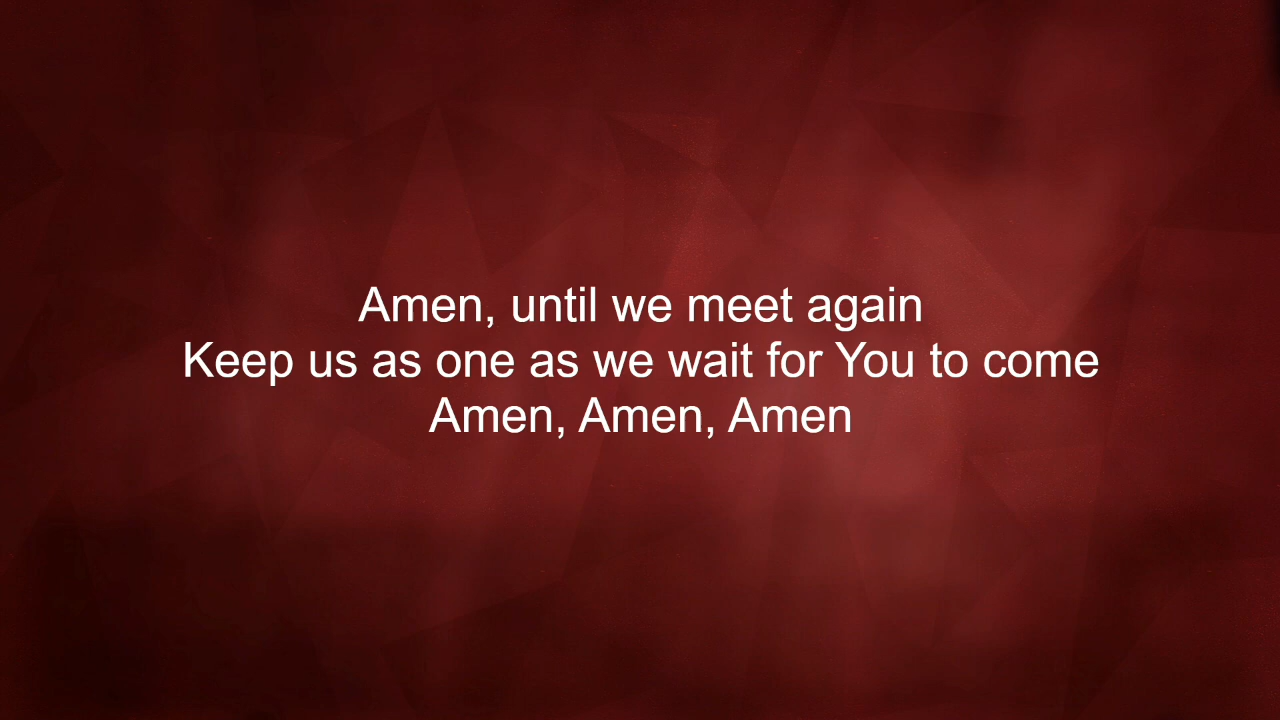 Amen, until we meet again
Keep us as one as we wait for You to come
Amen, Amen, Amen